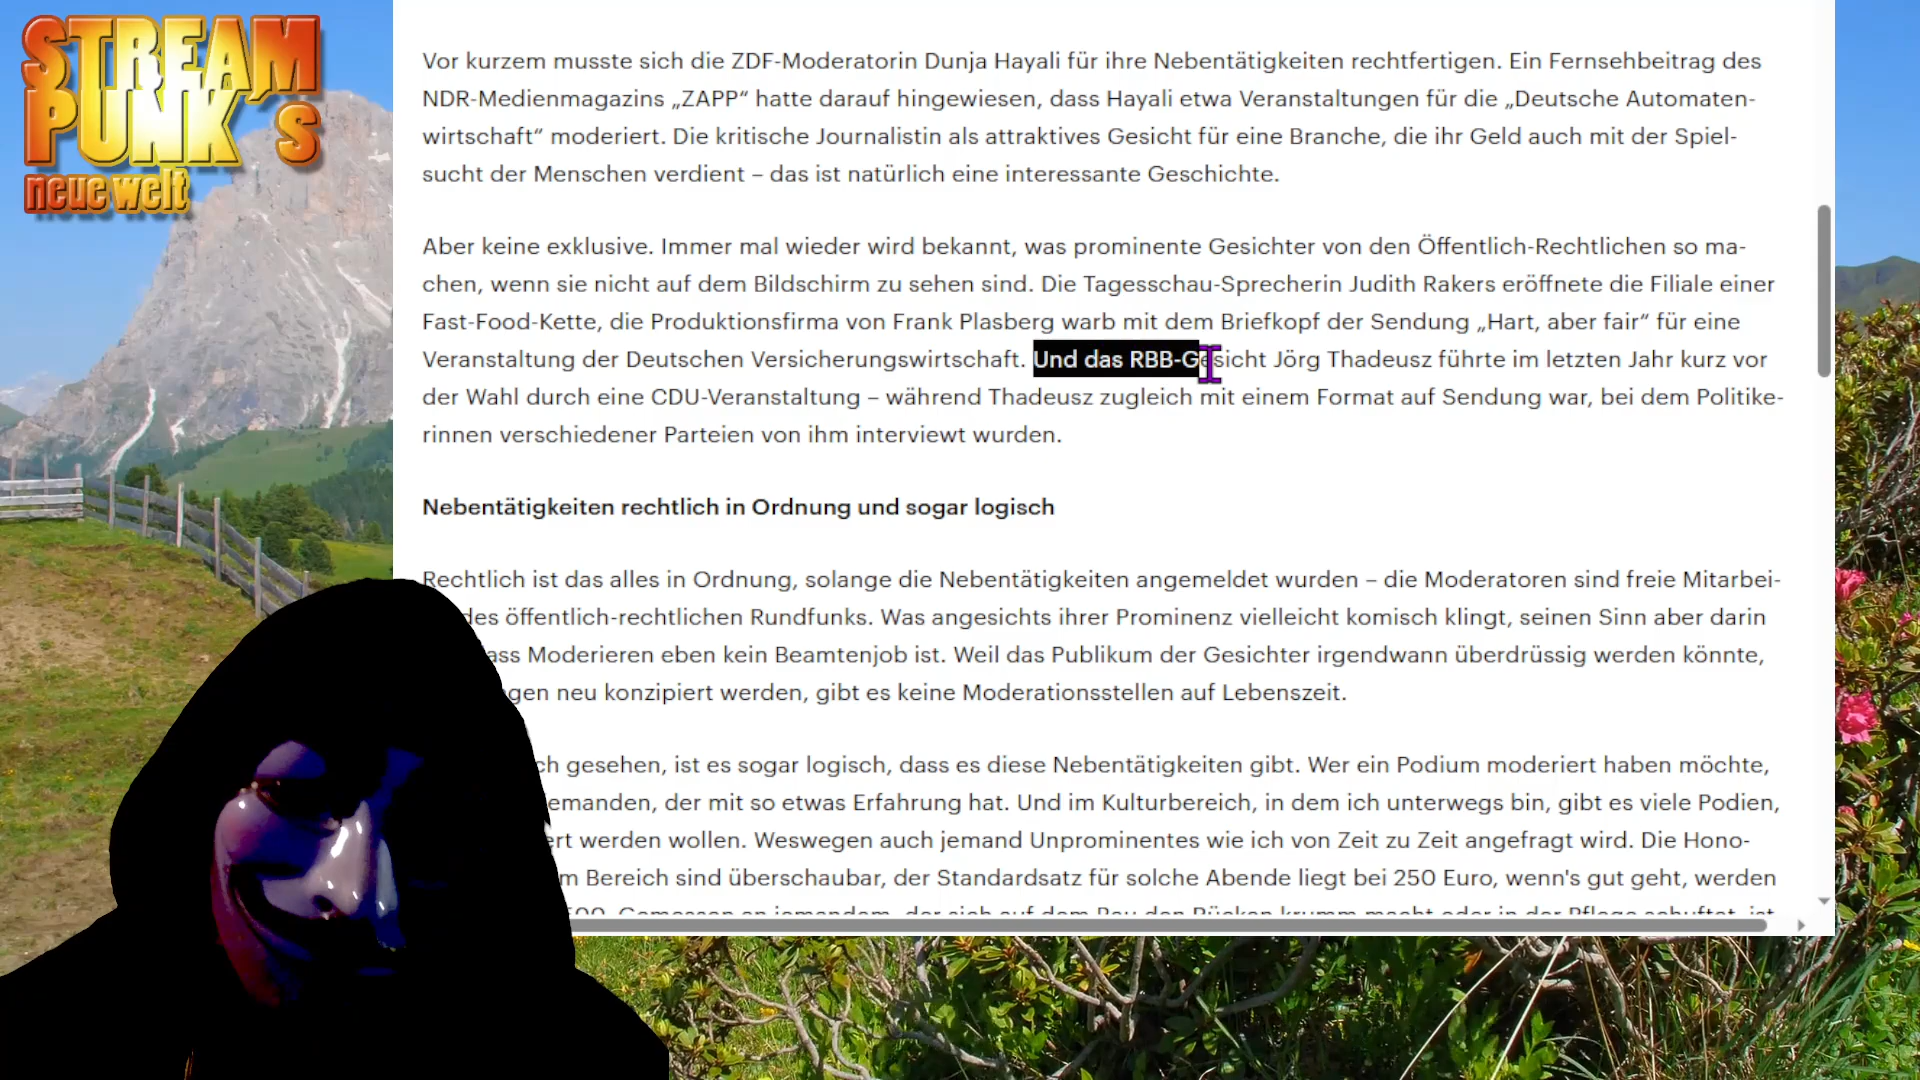 STREAM
PUNK´s
neue welt
Vor kurzem musste sich die ZDF-Moderatorin Dunja Hayali für ihre Nebentätigkeiten rechtfertigen. Ein Fernsehbeitrag des
NDR-Medienmagazins „ZAPP“ hatte darauf hingewiesen, dass Hayali etwa Veranstaltungen für die „Deutsche Automaten-
wirtschaft“ moderiert. Die kritische Journalistin als attraktives Gesicht für eine Branche, die ihr Geld auch mit der Spiel-
sucht der Menschen verdient – das ist natürlich eine interessante Geschichte.
Aber keine exklusive. Immer mal wieder wird bekannt, was prominente Gesichter von den Öffentlich-Rechtlichen so ma-
chen, wenn sie nicht auf dem Bildschirm zu sehen sind. Die Tagesschau-Sprecherin Judith Rakers eröffnete die Filiale einer
Fast-Food-Kette, die Produktionsfirma von Frank Plasberg warb mit dem Briefkopf der Sendung „Hart, aber fair“ für eine
Veranstaltung der Deutschen Versicherungswirtschaft. Und das RBB-Gesicht Jörg Thadeusz führte im letzten Jahr kurz vor
der Wahl durch eine CDU-Veranstaltung – während Thadeusz zugleich mit einem Format auf Sendung war, bei dem Politike-
rinnen verschiedener Parteien von ihm interviewt wurden.
Nebentätigkeiten rechtlich in Ordnung und sogar logisch
Rechtlich ist das alles in Ordnung, solange die Nebentätigkeiten angemeldet wurden – die Moderatoren sind freie Mitarbei-
des öffentlich-rechtlichen Rundfunks. Was angesichts ihrer Prominenz vielleicht komisch klingt, seinen Sinn aber darin
ass Moderieren eben kein Beamtenjob ist. Weil das Publikum der Gesichter irgendwann überdrüssig werden könnte,
gen neu konzipiert werden, gibt es keine Moderationsstellen auf Lebenszeit.
ch gesehen, ist es sogar logisch, dass es diese Nebentätigkeiten gibt. Wer ein Podium moderiert haben möchte,
emanden, der mit so etwas Erfahrung hat. Und im Kulturbereich, in dem ich unterwegs bin, gibt es viele Podien,
ert werden wollen. Weswegen auch jemand Unprominentes wie ich von Zeit zu Zeit angefragt wird. Die Hono-
m Bereich sind überschaubar, der Standardsatz für solche Abende liegt bei 250 Euro, wenn's gut geht, werden